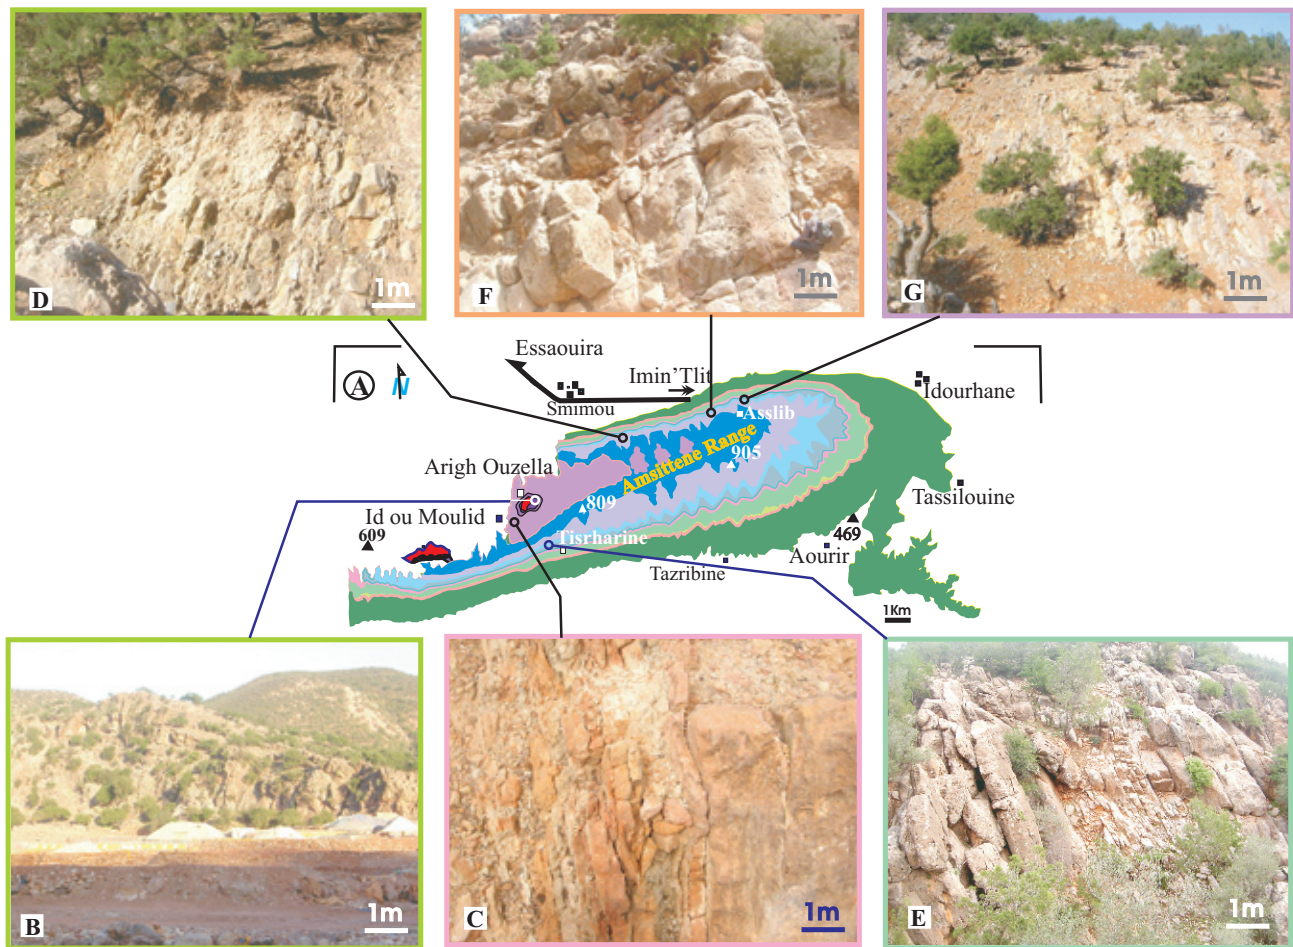 D
1m
F
1m
G
1m
A
N
Essaouira
Imin'Tlit
Smimou
Idourhane
Asslib
Amsittene Range
905
Arigh Ouzella
809
Tassilouine
Id ou Moulid
609
Tisrharine
469
Aourir
Tazribine
1Km
B
1m
C
1m
E
1m